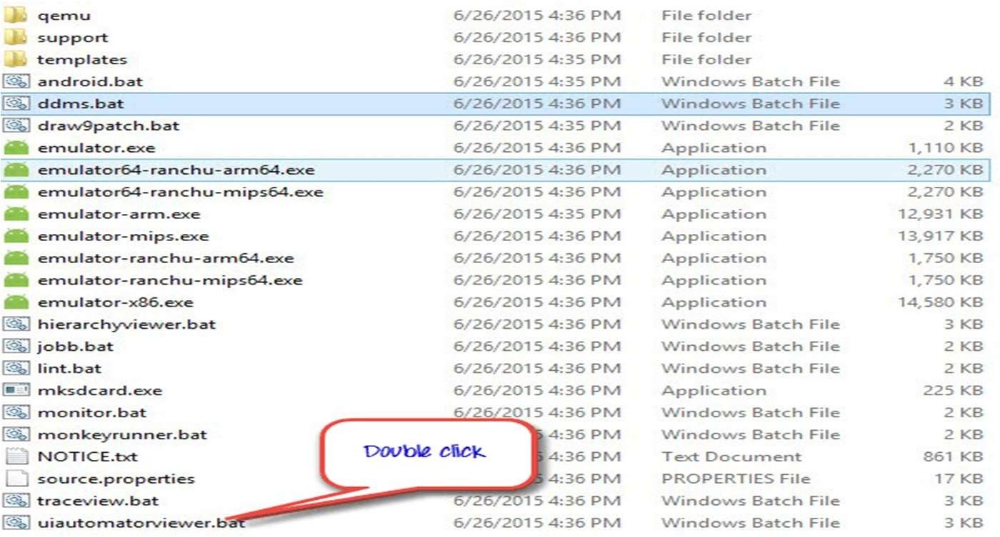 qemu 6/26/2015 4:36 PM File folder
support 6/26/2015 4:36 PM File folder
templates 6/26/2015 4:35 PM File folder
android.bat 6/26/2015 4:35 PM Windows Batch File 4 KB
ddms.bat 6/26/2015 4:36 PM Windows Batch File 3 KB
draw9patch.bat 6/26/2015 4:35 PM Windows Batch File 2 KB
emulator.exe 6/26/2015 4:36 PM Application 1,110 KB
emulator64-ranchu-arm64.exe 6/26/2015 4:36 PM Application 2,270 KB
emulator64-ranchu-mips64.exe 6/26/2015 4:36 PM Application 2,270 KB
emulator-arm.exe 6/26/2015 4:35 PM Application 12,931 KB
emulator-mips.exe 6/26/2015 4:36 PM Application 13,917 KB
emulator-ranchu-arm64.exe 6/26/2015 4:36 PM Application 1,750 KB
emulator-ranchu-mips64.exe 6/26/2015 4:36 PM Application 1,750 KB
emulator-x86.exe 6/26/2015 4:36 PM Application 14,580 KB
hierarchyviewer.bat 6/26/2015 4:36 PM Windows Batch File 3 KB
jobb.bat 6/26/2015 4:36 PM Windows Batch File 2 KB
lint.bat 6/26/2015 4:36 PM Windows Batch File 2 KB
mksdcard.exe 6/26/2015 4:36 PM Application 225 KB
monitor.bat 6/26/2015 4:36 PM Windows Batch File 2 KB
monkeyrunner.bat 4:36 PM Windows Batch File 2 KB
Double click
NOTICE.txt 4:36 PM Text Document 861 KB
source.properties 4:36 PM PROPERTIES File 17 KB
traceview.bat 6/26/2015 4:36 PM Windows Batch File 3 KB
uiautomatorviewer.bat 6/26/2015 4:36 PM Windows Batch File 3 KB